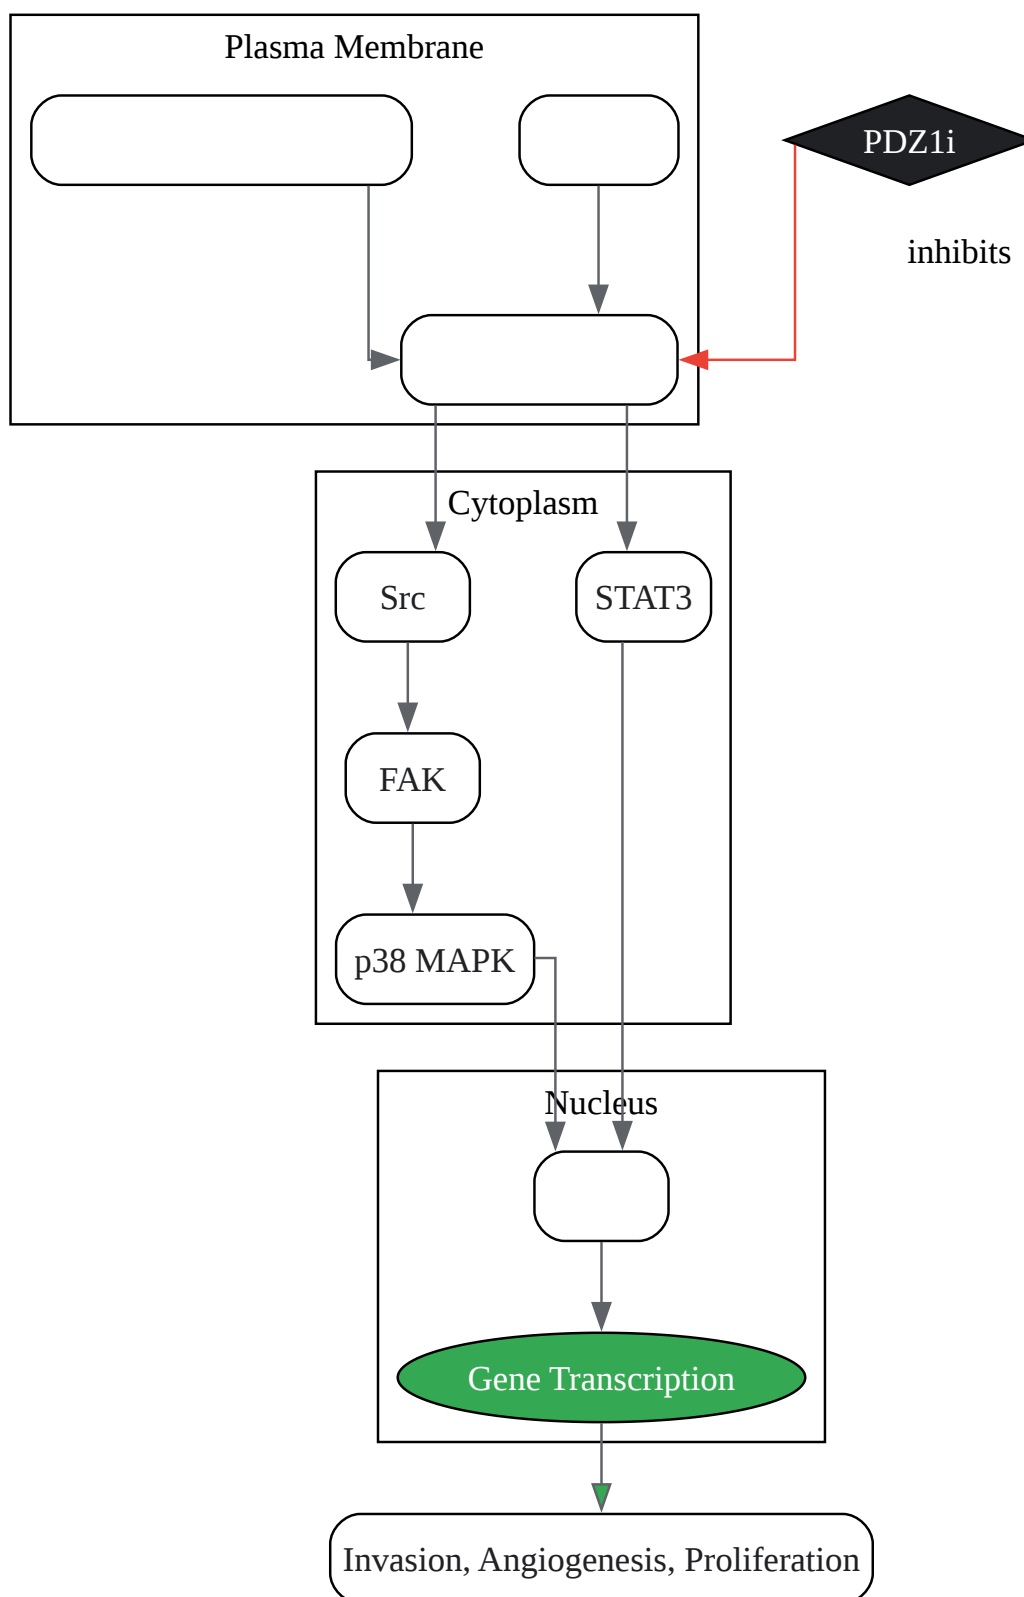 Plasma Membrane
PDZ1i
inhibits
Cytoplasm
Src
STAT3
FAK
p38 MAPK
Nucleus
Gene Transcription
Invasion, Angiogenesis, Proliferation